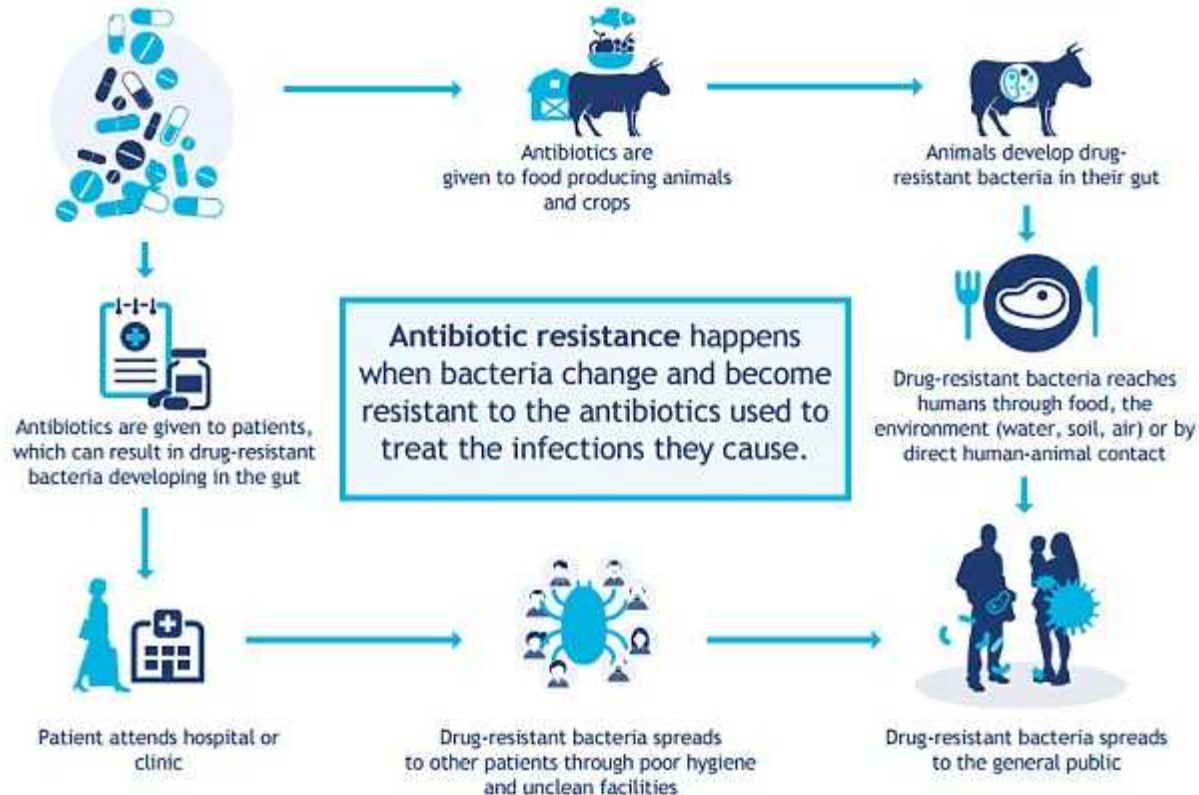 Antibiotics are
given to food producing animals
and crops
Animals develop drug-
resistant bacteria in their gut
Antibiotic resistance happens
when bacteria change and become
resistant to the antibiotics used to
treat the infections they cause.
Antibiotics are given to patients,
which can result in drug-resistant
bacteria developing in the gut
Drug-resistant bacteria reaches
humans through food, the
environment (water, soil, air) or by
direct human-animal contact
Patient attends hospital or
clinic
Drug-resistant bacteria spreads
to other patients through poor hygiene
and unclean facilities
Drug-resistant bacteria spreads
to the general public